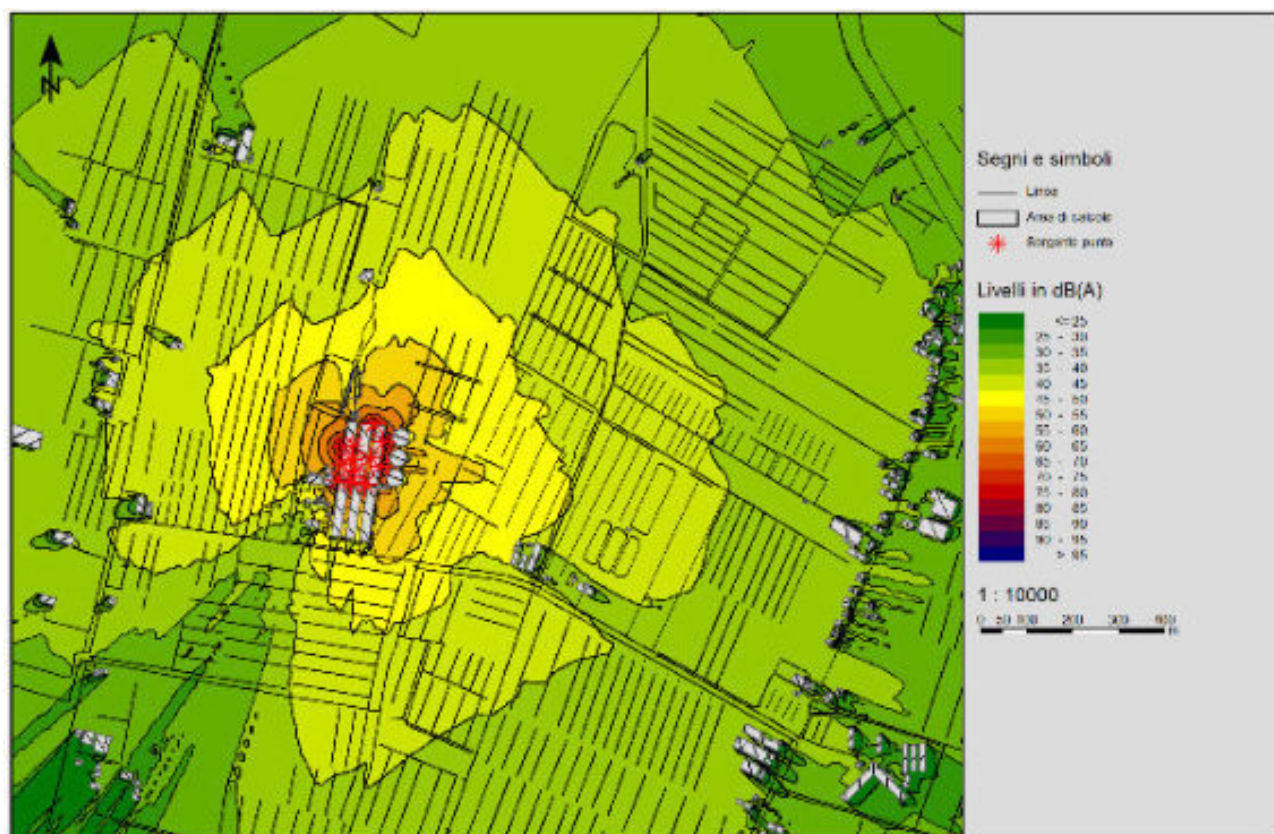 N
Segni e simboli
Linea
Area di calcolo
Sorgente punto
Livelli in dB(A)
<=25
25 - 30
30 - 35
35 - 40
40 - 45
45 - 50
50 - 55
55 - 60
60 - 65
65 - 70
70 - 75
75 - 80
80 - 85
85 - 90
90 - 95
1 : 10000
0 50 100 200 300 400
m